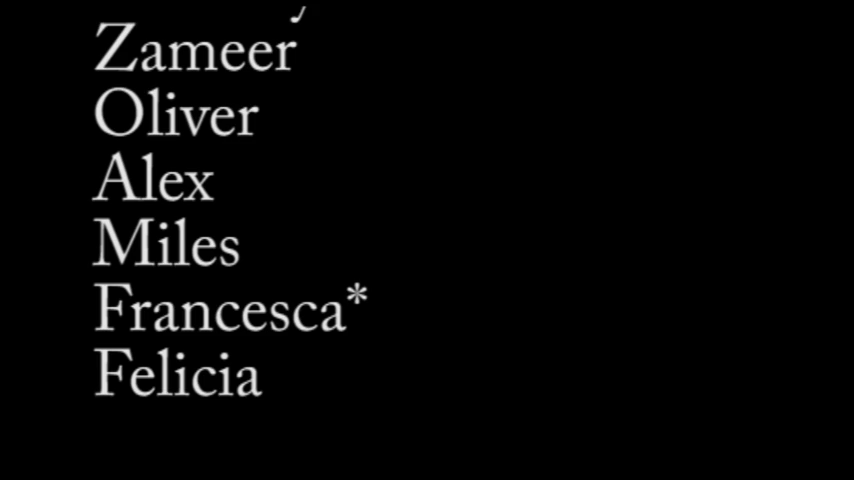 Zameer♩
Oliver
Alex
Miles
Francesca*
Felicia